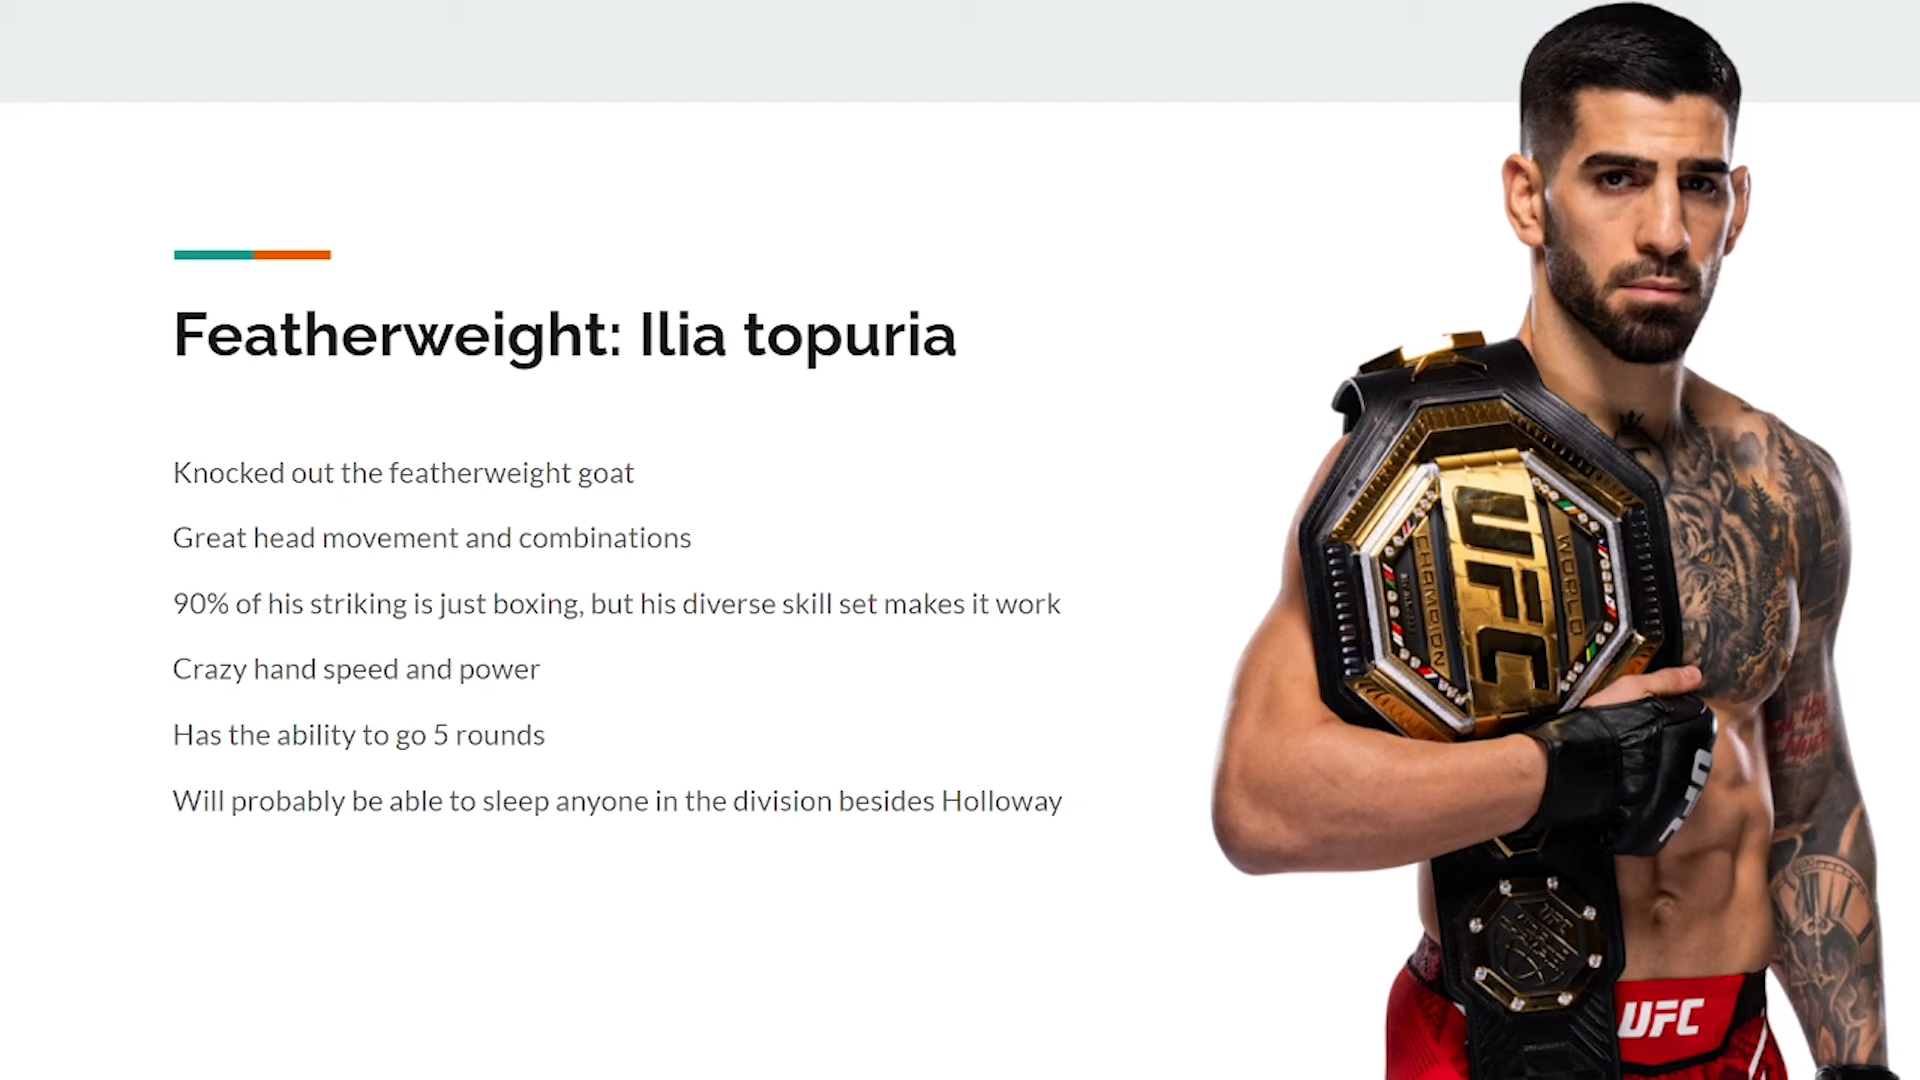 Featherweight: Ilia topuria
Knocked out the featherweight goat
Great head movement and combinations
90% of his striking is just boxing, but his diverse skill set makes it work
Crazy hand speed and power
Has the ability to go 5 rounds
Will probably be able to sleep anyone in the division besides Holloway
WORLD
UFC
CHAMPION
UFC
UFC
UFC